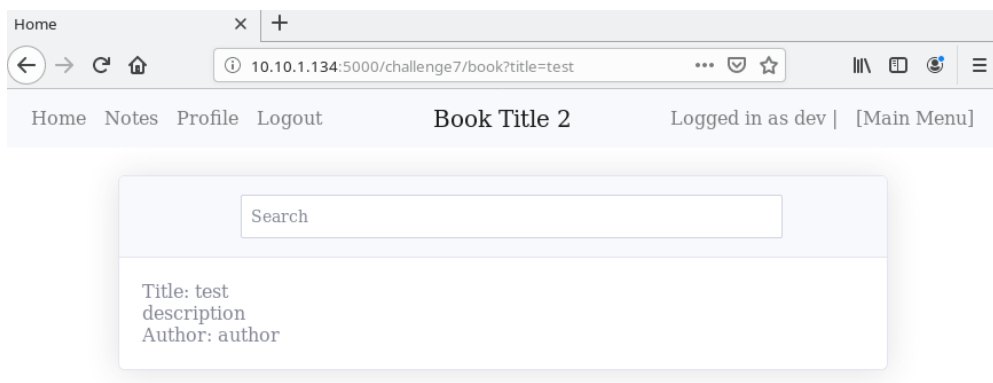 Home
10.10.1.134:5000/challenge7/book?title=test
Home Notes Profile Logout Book Title 2 Logged in as dev | [Main Menu]
Search
Title: test
description
Author: author